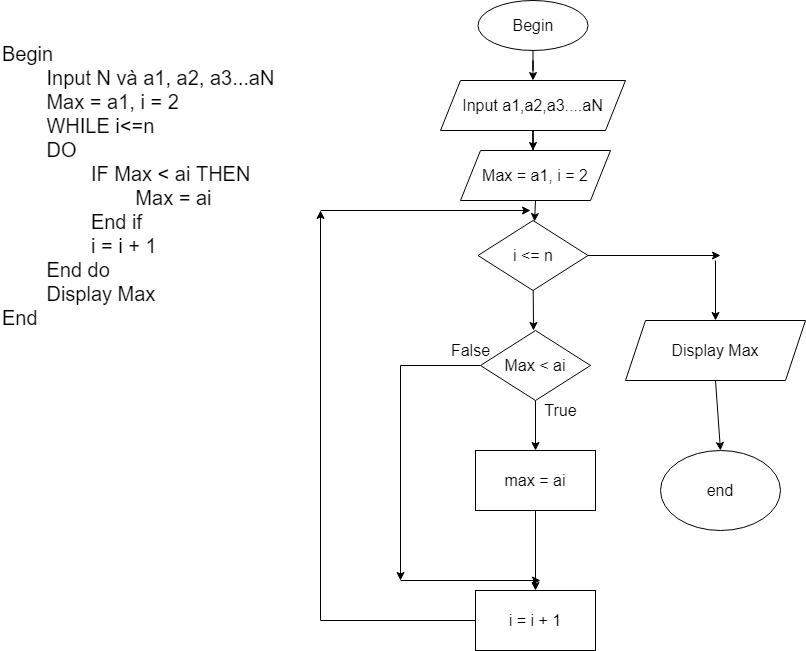 Begin
Input N và a1, a2, a3...aN
Max = a1, i = 2
WHILE i<=n
DO
IF Max < ai THEN
Max = ai
End if
i = i + 1
End do
Display Max
End
Begin
Input a1,a2,a3....aN
Max = a1, i = 2
i <= n
False
Max < ai
True
max = ai
i = i + 1
Display Max
end